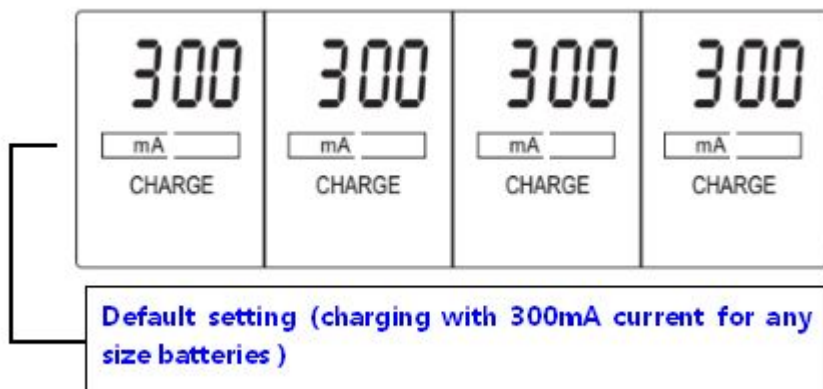 300 300 300 300
mA mA mA mA
CHARGE CHARGE CHARGE CHARGE
Default setting (charging with 300mA current for any
size batteries )